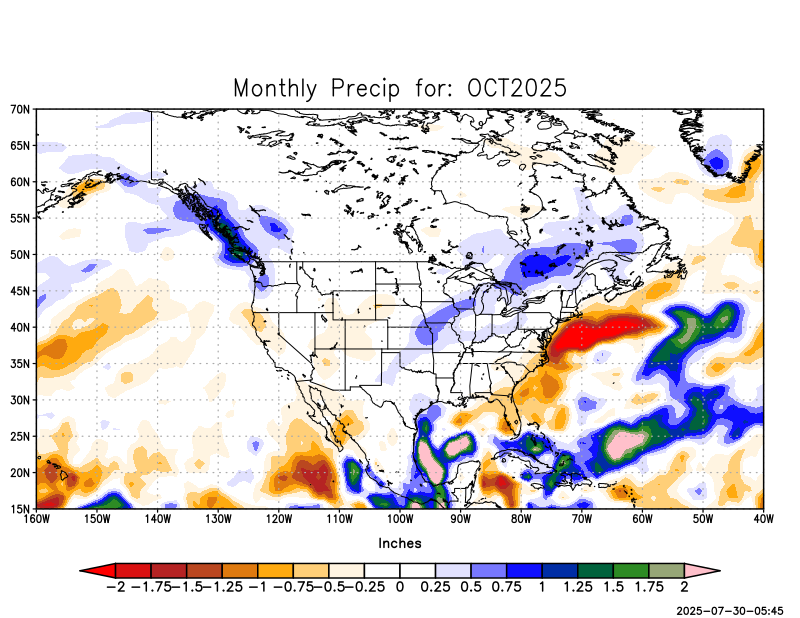 Monthly Precip for: OCT2025
70N
65N
60N
55N
50N
45N
40N
35N
30N
25N
20N
15N
160W 150W 140W 130W 120W 110W 100W 90W 80W 70W 60W 50W 40W
Inches
-2 -1.75 -1.5 -1.25 -1 -0.75 -0.5 -0.25 0 0.25 0.5 0.75 1 1.25 1.5 1.75 2
2025-07-30-05:45